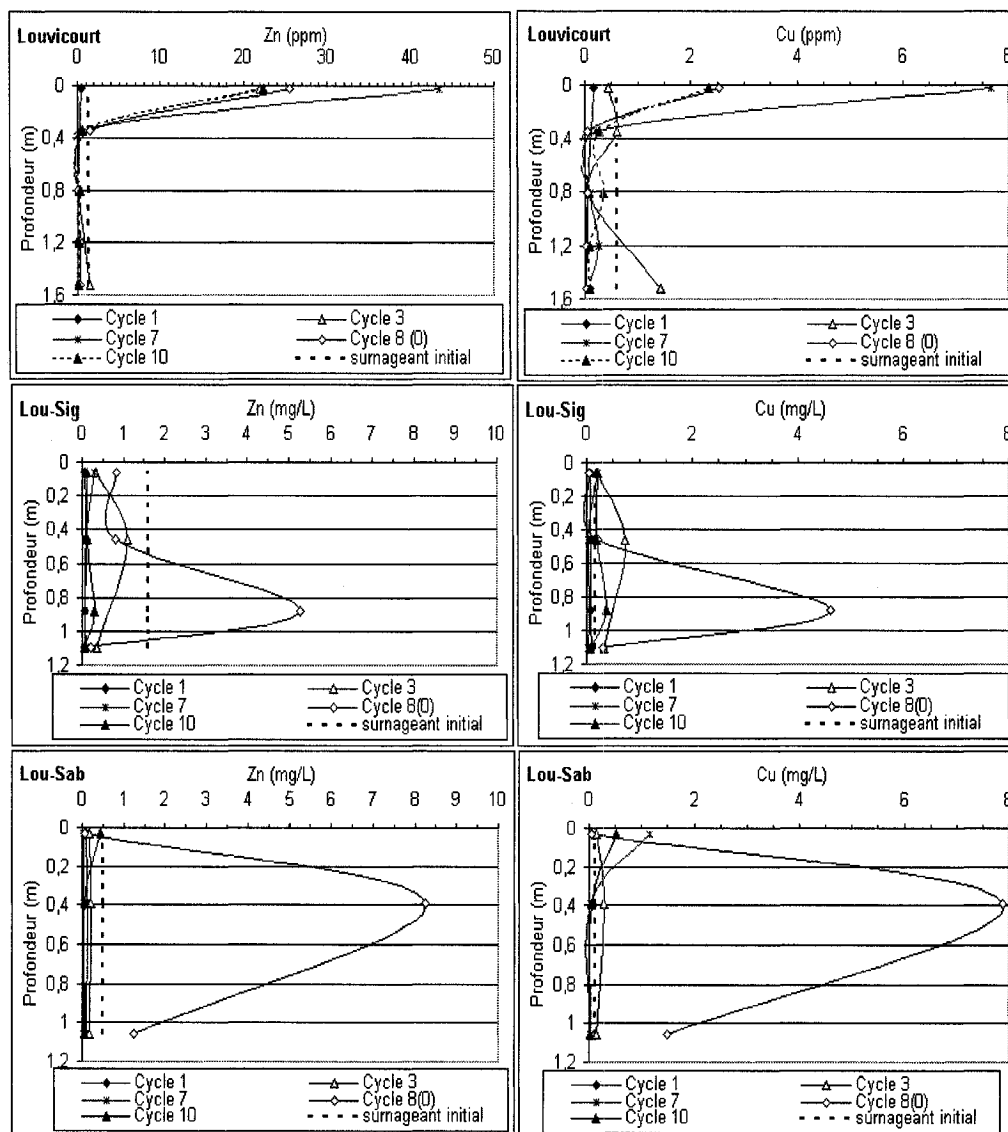 Louvicourt Zn (ppm)
0 10 20 30 40 50
0
0,4
0,8
1,2
1,6
Profondeur (m)
Cycle 1 Cycle 3
Cycle 7 Cycle 8 (0)
Cycle 10 surnageant initial
Louvicourt Cu (ppm)
0 2 4 6 8
0
0,4
0,8
1,2
1,6
Profondeur (m)
Cycle 1 Cycle 3
Cycle 7 Cycle 8 (0)
Cycle 10 surnageant initial
Lou-Sig Zn (mg/L)
0 1 2 3 4 5 6 7 8 9 10
0
0,2
0,4
0,6
0,8
1
1,2
Profondeur (m)
Cycle 1 Cycle 3
Cycle 7 Cycle 8(0)
Cycle 10 surnageant initial
Lou-Sig Cu (mg/L)
0 2 4 6 8
0
0,2
0,4
0,6
0,8
1
1,2
Profondeur (m)
Cycle 1 Cycle 3
Cycle 7 Cycle 8(0)
Cycle 10 surnageant initial
Lou-Sab Zn (mg/L)
0 1 2 3 4 5 6 7 8 9 10
0
0,2
0,4
0,6
0,8
1
1,2
Profondeur (m)
Cycle 1 Cycle 3
Cycle 7 Cycle 8(0)
Cycle 10 surnageant initial
Lou-Sab Cu (mg/L)
0 2 4 6 8
0
0,2
0,4
0,6
0,8
1
1,2
Profondeur (m)
Cycle 1 Cycle 3
Cycle 7 Cycle 8(0)
Cycle 10 surnageant initial